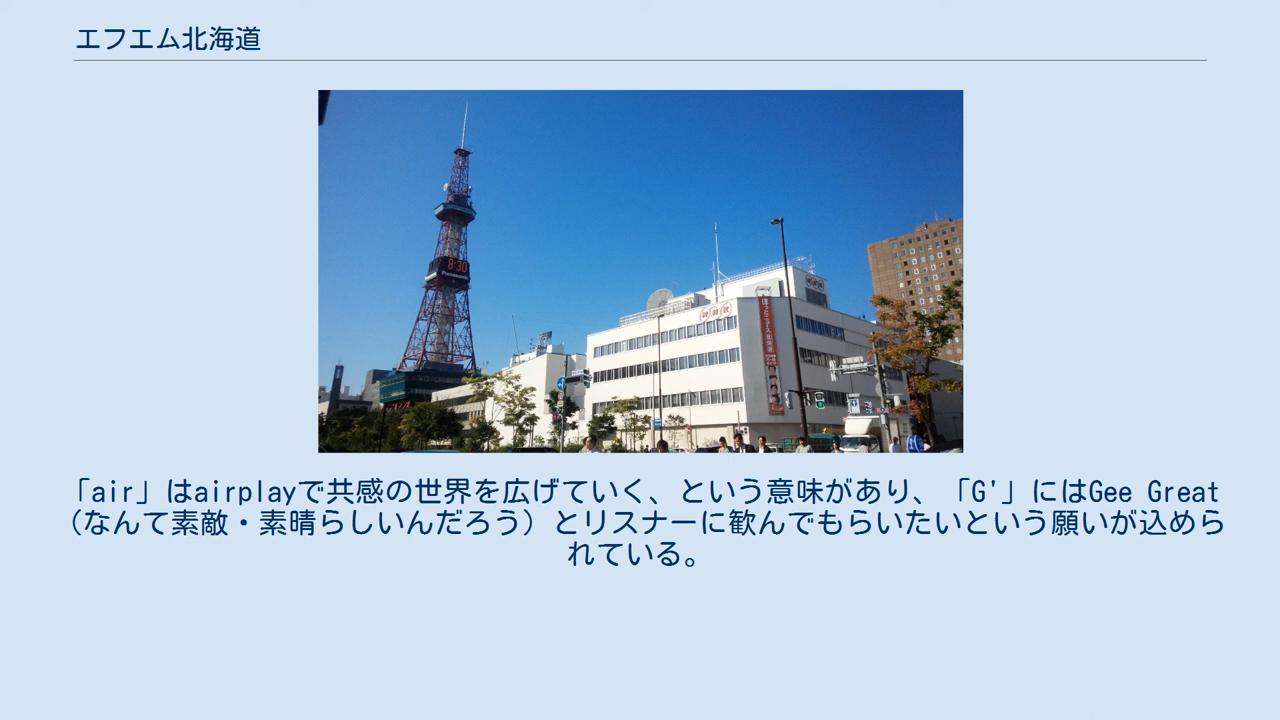 エフエム北海道
8:30
Panasonic
NHK
「air」はairplayで共感の世界を広げていく、という意味があり、「G'」にはGee Great
(なんて素敵・素晴らしいんだろう) とリスナーに歓んでもらいたいという願いが込めら
れている。